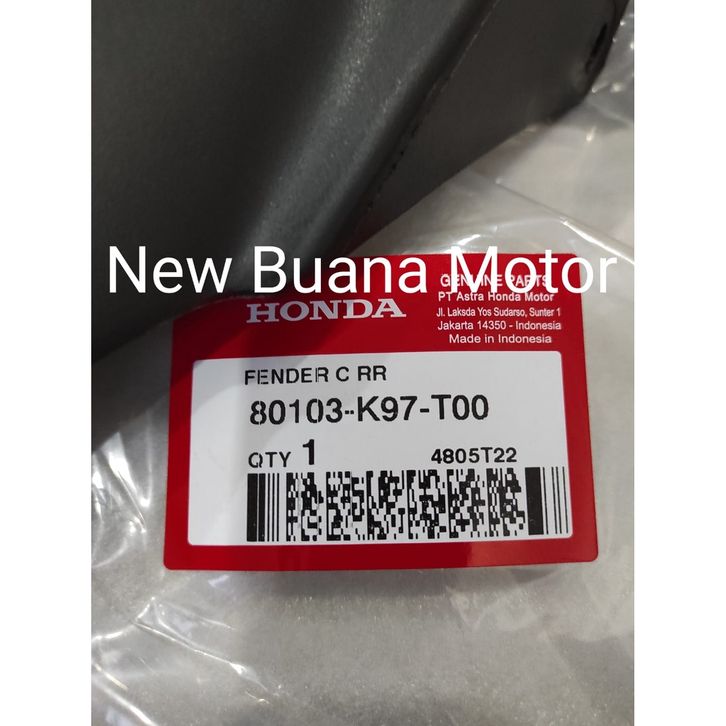 New Buana Motor
HONDA
GENUINE PARTS
PT Astra Honda Motor
Jl. Laksda Yos Sudarso, Sunter 1
Jakarta 14350 - Indonesia
Made in Indonesia
FENDER C RR
80103-K97-T00
QTY 1
4805T22